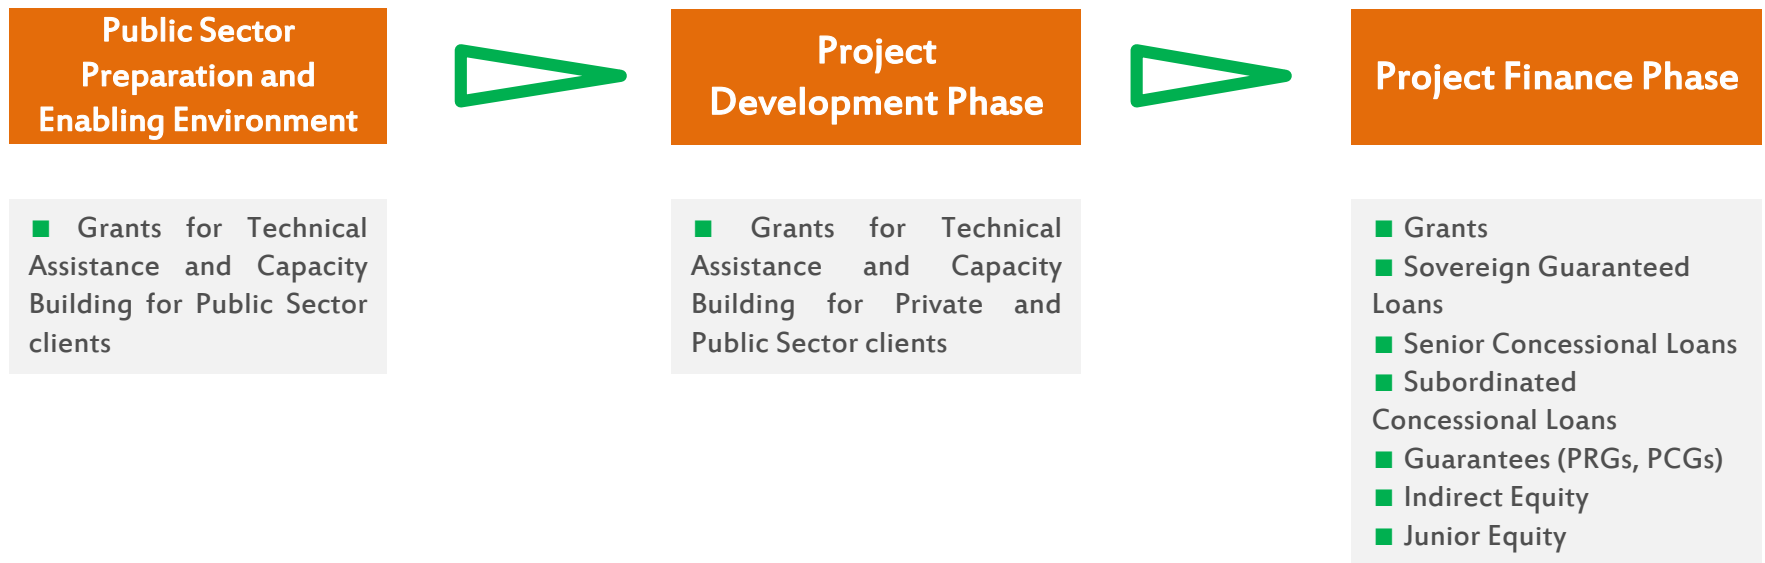 Public Sector
Preparation and
Enabling Environment
Project
Development Phase
Project Finance Phase
Grants for Technical
Assistance and Capacity
Building for Public Sector
clients
Grants for Technical
Assistance and Capacity
Building for Private and
Public Sector clients
Grants
Sovereign Guaranteed
Loans
Senior Concessional Loans
Subordinated
Concessional Loans
Guarantees (PRGs, PCGs)
Indirect Equity
Junior Equity